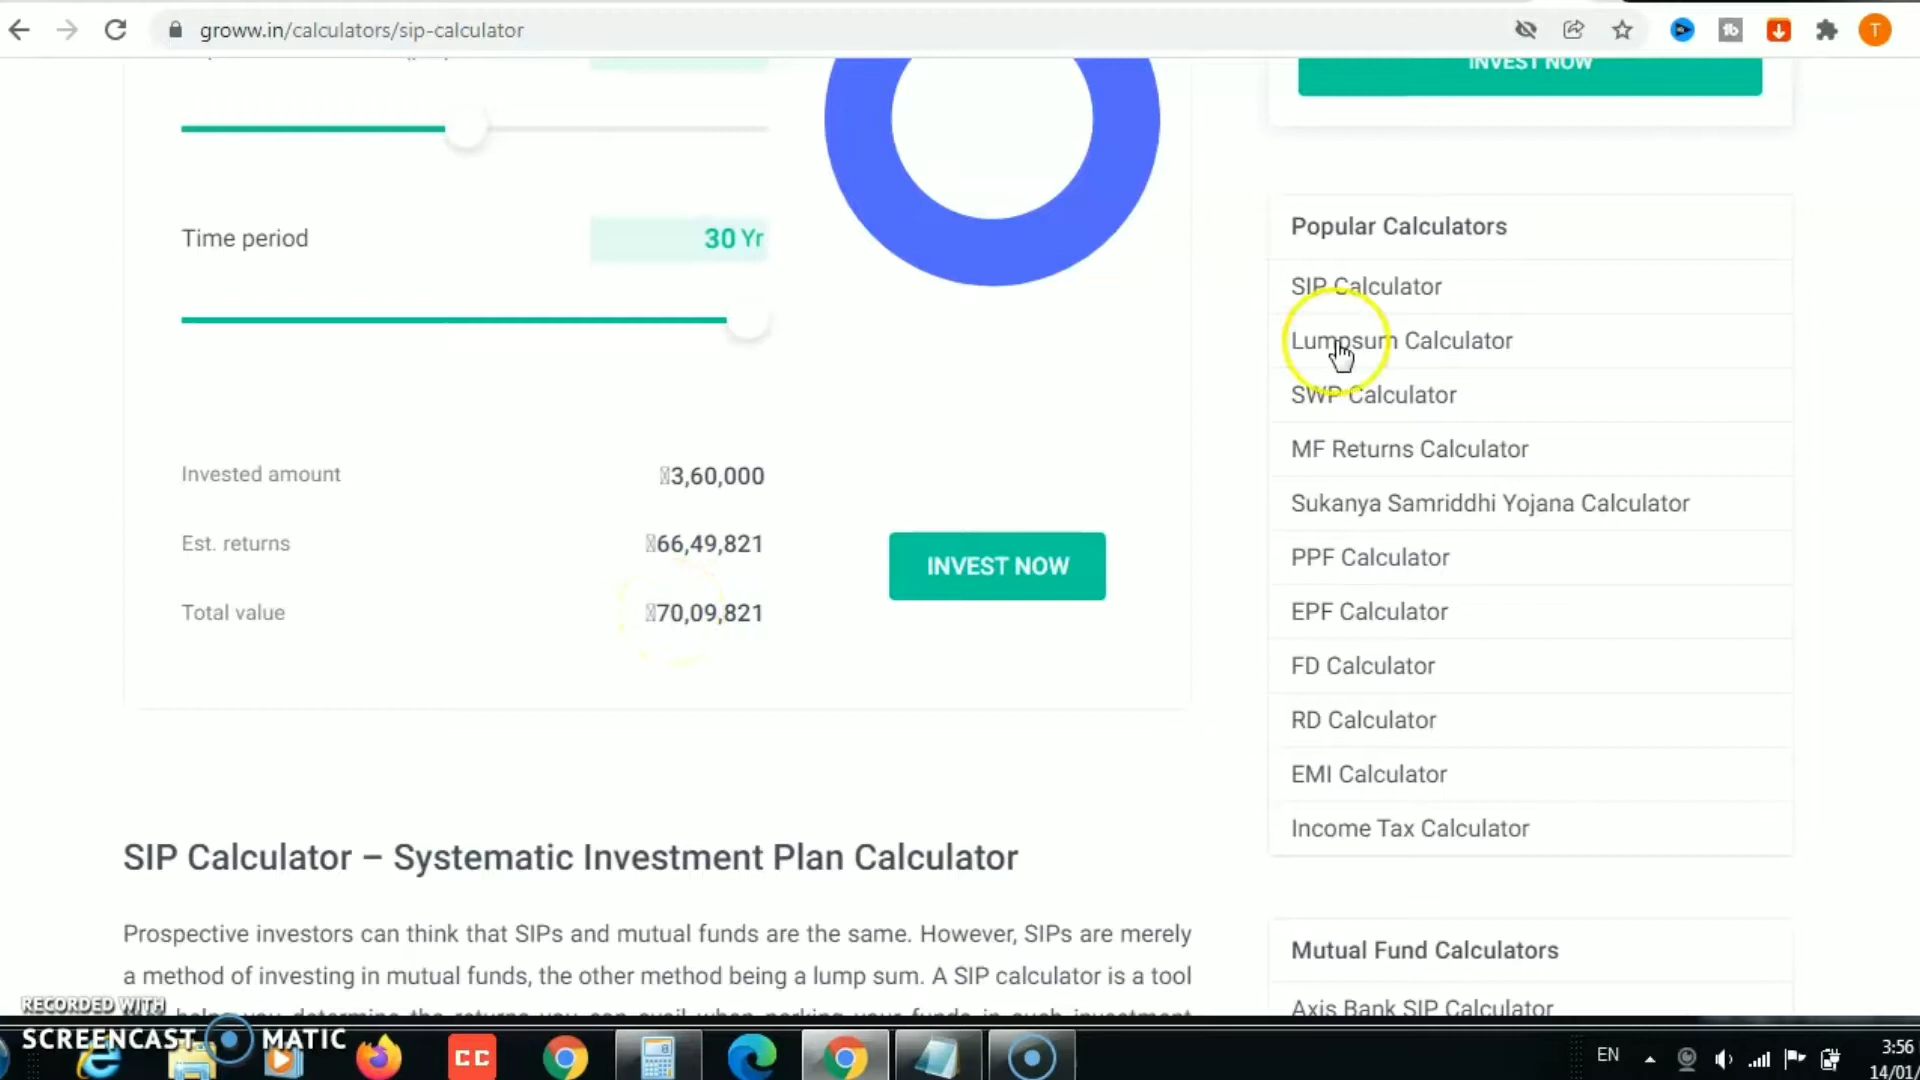 groww.in/calculators/sip-calculator
T
INVEST NOW
Time period
30 Yr
Invested amount
3,60,000
Est. returns
66,49,821
Total value
70,09,821
INVEST NOW
Popular Calculators
SIP Calculator
Lumpsum Calculator
SWP Calculator
MF Returns Calculator
Sukanya Samriddhi Yojana Calculator
PPF Calculator
EPF Calculator
FD Calculator
RD Calculator
EMI Calculator
Income Tax Calculator
SIP Calculator – Systematic Investment Plan Calculator
Prospective investors can think that SIPs and mutual funds are the same. However, SIPs are merely
a method of investing in mutual funds, the other method being a lump sum. A SIP calculator is a tool
Mutual Fund Calculators
Axis Bank SIP Calculator
RECORDED WITH
SCREENCAST MATIC
CC
EN
3:56
14/01/